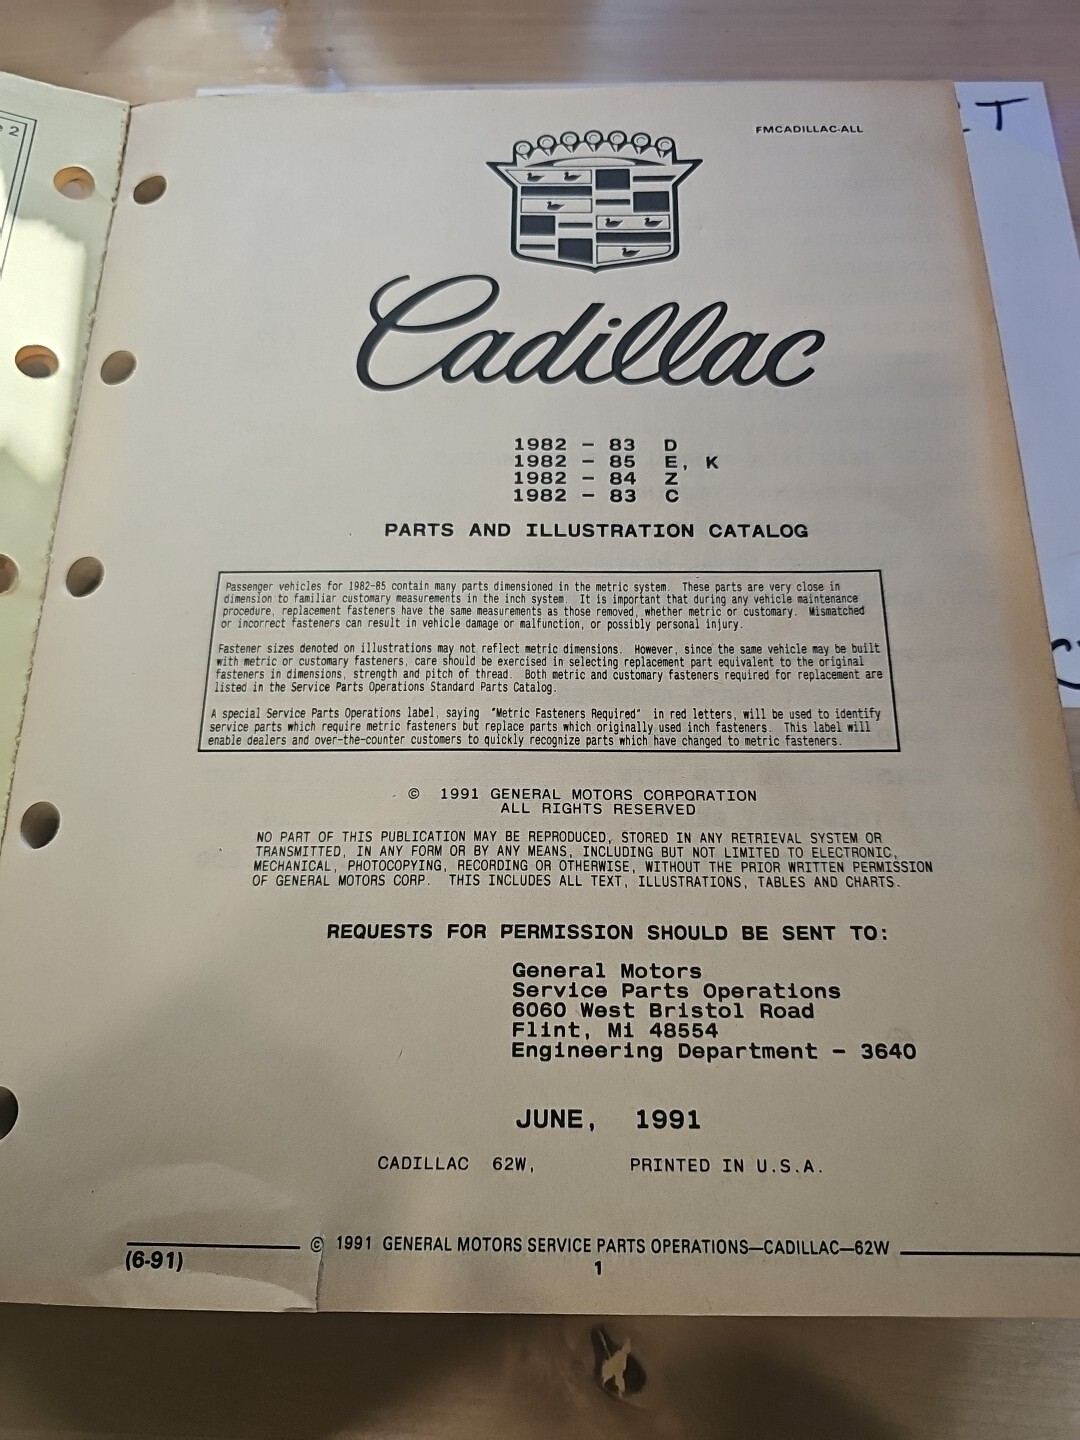 2
RT
FMCADILLAC-ALL
Cadillac
1982 - 83 D
1982 - 85 E, K
1982 - 84 Z
1982 - 83 C
PARTS AND ILLUSTRATION CATALOG
Passenger vehicles for 1982-85 contain many parts dimensioned in the metric system. These parts are very close in
dimension to familiar customary measurements in the inch system. It is important that during any vehicle maintenance
procedure, replacement fasteners have the same measurements as those removed, whether metric or customary. Mismatched
or incorrect fasteners can result in vehicle damage or malfunction, or possibly personal injury.
Fastener sizes denoted on illustrations may not reflect metric dimensions. However, since the same vehicle may be built
with metric or customary fasteners, care should be exercised in selecting replacement part equivalent to the original
fasteners in dimensions, strength and pitch of thread. Both metric and customary fasteners required for replacement are
listed in the Service Parts Operations Standard Parts Catalog.
A special Service Parts Operations label, saying "Metric Fasteners Required" in red letters, will be used to identify
service parts which require metric fasteners but replace parts which originally used inch fasteners. This label will
enable dealers and over-the-counter customers to quickly recognize parts which have changed to metric fasteners.
© 1991 GENERAL MOTORS CORPORATION
ALL RIGHTS RESERVED
NO PART OF THIS PUBLICATION MAY BE REPRODUCED, STORED IN ANY RETRIEVAL SYSTEM OR
TRANSMITTED, IN ANY FORM OR BY ANY MEANS, INCLUDING BUT NOT LIMITED TO ELECTRONIC,
MECHANICAL, PHOTOCOPYING, RECORDING OR OTHERWISE, WITHOUT THE PRIOR WRITTEN PERMISSION
OF GENERAL MOTORS CORP. THIS INCLUDES ALL TEXT, ILLUSTRATIONS, TABLES AND CHARTS.
REQUESTS FOR PERMISSION SHOULD BE SENT TO:
General Motors
Service Parts Operations
6060 West Bristol Road
Flint, Mi 48554
Engineering Department - 3640
JUNE, 1991
CADILLAC 62W, PRINTED IN U.S.A.
© 1991 GENERAL MOTORS SERVICE PARTS OPERATIONS—CADILLAC—62W
(6-91)
1